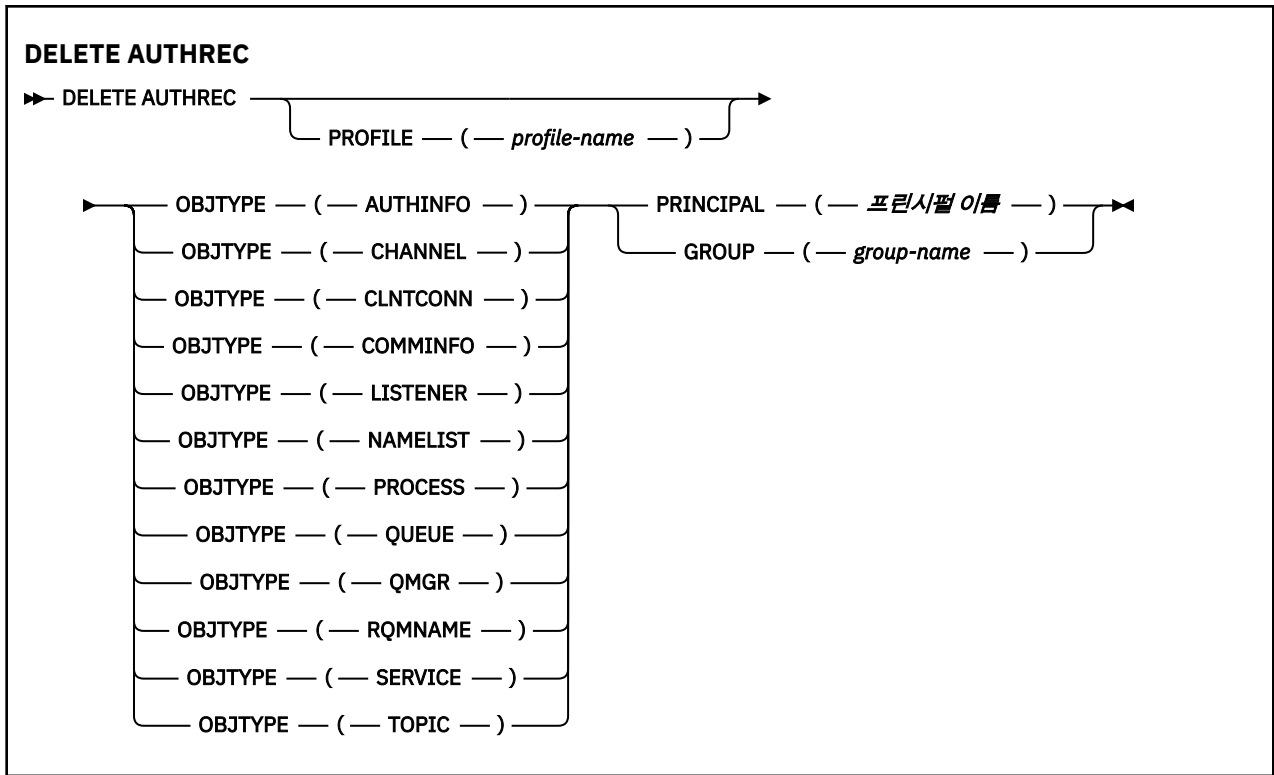 DELETE AUTHREC
DELETE AUTHREC
PROFILE ( profile-name )
OBJTYPE ( AUTHINFO ) PRINCIPAL ( 프린시펄 이름 )
OBJTYPE ( CHANNEL ) GROUP ( group-name )
OBJTYPE ( CLNTCONN )
OBJTYPE ( COMMINFO )
OBJTYPE ( LISTENER )
OBJTYPE ( NAMELIST )
OBJTYPE ( PROCESS )
OBJTYPE ( QUEUE )
OBJTYPE ( QMGR )
OBJTYPE ( RQMNAME )
OBJTYPE ( SERVICE )
OBJTYPE ( TOPIC )